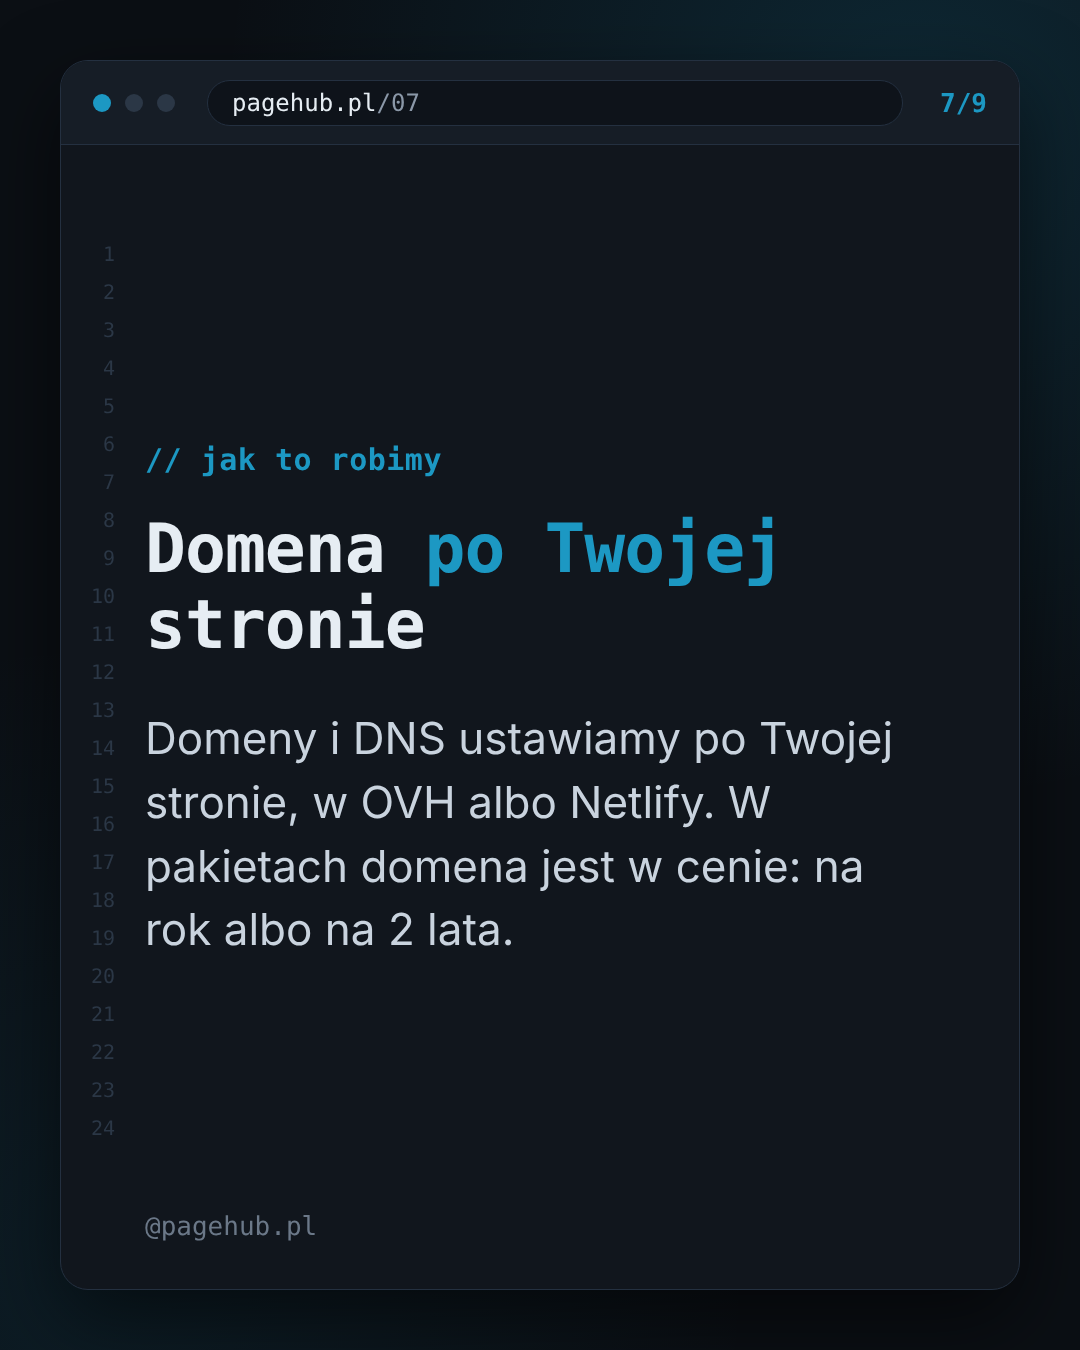 pagehub.pl/07
7/9
1
2
3
4
5
6
7
8
9
10
11
12
13
14
15
16
17
18
19
20
21
22
23
24
// jak to robimy
Domena po Twojej
stronie
Domeny i DNS ustawiamy po Twojej
stronie, w OVH albo Netlify. W
pakietach domena jest w cenie: na
rok albo na 2 lata.
@pagehub.pl